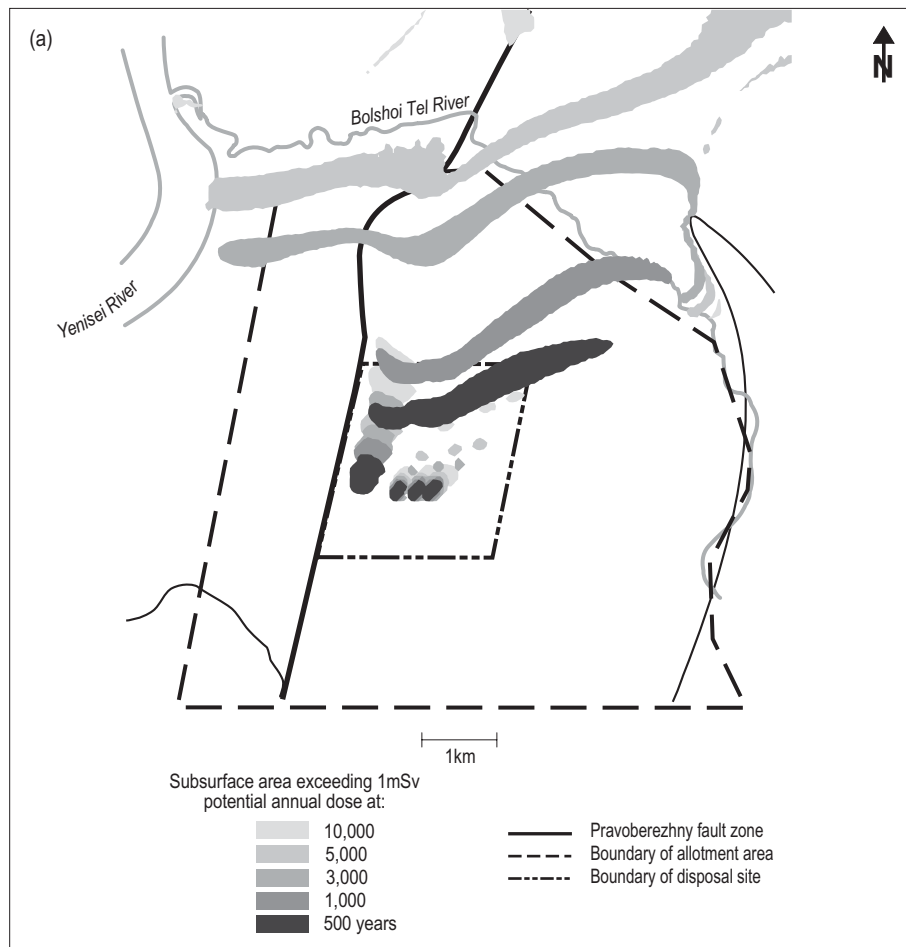 (a)
N
Bolshoi Tel River
Yenisei River
1km
Subsurface area exceeding 1mSv
potential annual dose at:
10,000
5,000
3,000
1,000
500 years
Pravoberezhny fault zone
Boundary of allotment area
Boundary of disposal site